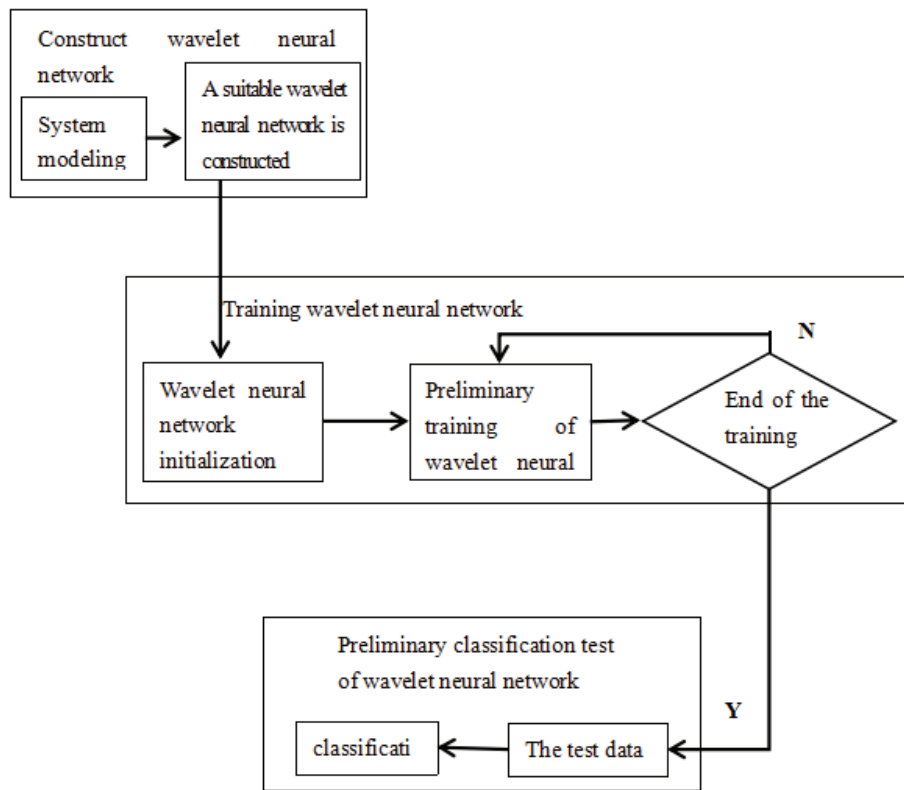 Construct wavelet neural
network
System
modeling
A suitable wavelet
neural network is
constructed
Training wavelet neural network
N
Wavelet neural
network
initialization
Preliminary
training of
wavelet neural
End of the
training
Preliminary classification test
of wavelet neural network
Y
classificati
The test data